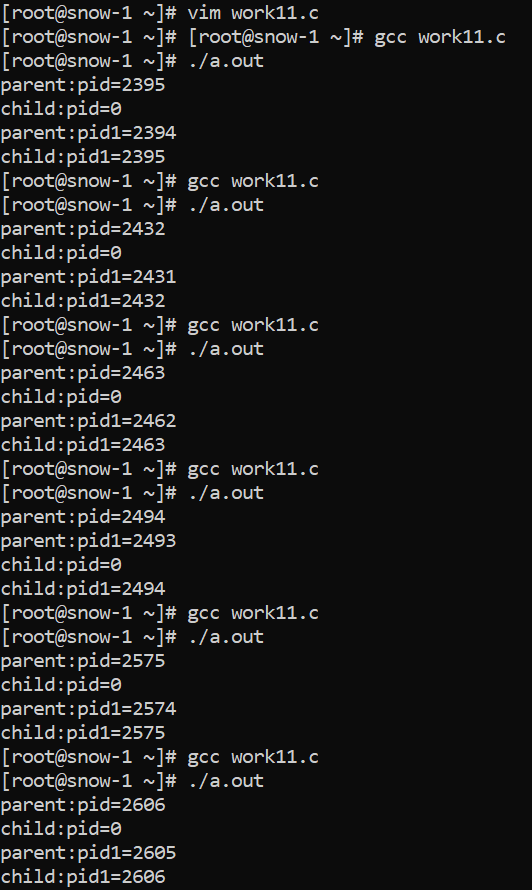 [root@snow-1 ~]# vim work11.c
[root@snow-1 ~]# [root@snow-1 ~]# gcc work11.c
[root@snow-1 ~]# ./a.out
parent:pid=2395
child:pid=0
parent:pid1=2394
child:pid1=2395
[root@snow-1 ~]# gcc work11.c
[root@snow-1 ~]# ./a.out
parent:pid=2432
child:pid=0
parent:pid1=2431
child:pid1=2432
[root@snow-1 ~]# gcc work11.c
[root@snow-1 ~]# ./a.out
parent:pid=2463
child:pid=0
parent:pid1=2462
child:pid1=2463
[root@snow-1 ~]# gcc work11.c
[root@snow-1 ~]# ./a.out
parent:pid=2494
parent:pid1=2493
child:pid=0
child:pid1=2494
[root@snow-1 ~]# gcc work11.c
[root@snow-1 ~]# ./a.out
parent:pid=2575
child:pid=0
parent:pid1=2574
child:pid1=2575
[root@snow-1 ~]# gcc work11.c
[root@snow-1 ~]# ./a.out
parent:pid=2606
child:pid=0
parent:pid1=2605
child:pid1=2606